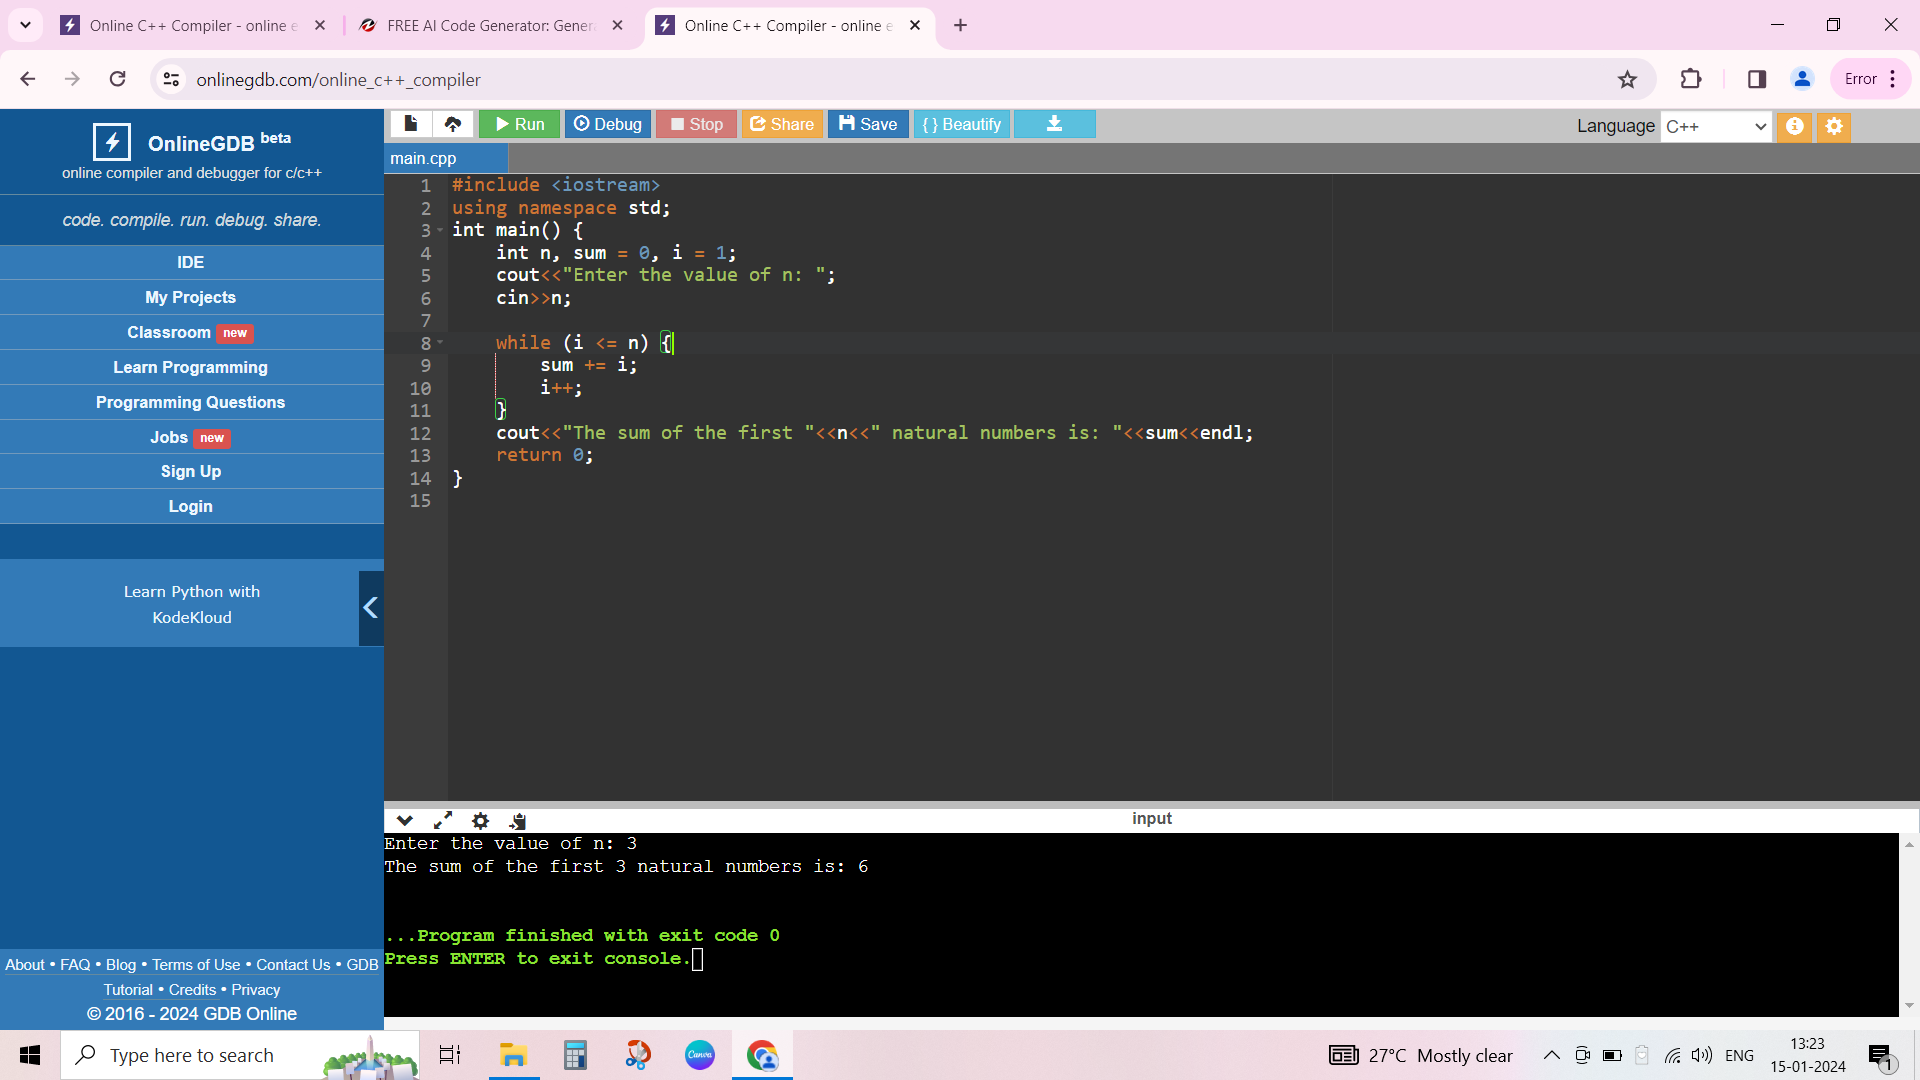 Online C++ Compiler - online e
FREE AI Code Generator: Genera
Online C++ Compiler - online e
onlinegdb.com/online_c++_compiler
Error
OnlineGDB beta
online compiler and debugger for c/c++
code. compile. run. debug. share.
IDE
My Projects
Classroom new
Learn Programming
Programming Questions
Jobs new
Sign Up
Login
Learn Python with
KodeKloud
About • FAQ • Blog • Terms of Use • Contact Us • GDB
Tutorial • Credits • Privacy
© 2016 - 2024 GDB Online
Run Debug Stop Share Save { } Beautify
Language C++
main.cpp
1 #include <iostream>
2 using namespace std;
3 int main() {
4 int n, sum = 0, i = 1;
5 cout<<"Enter the value of n: ";
6 cin>>n;
7
8 while (i <= n) {
9 sum += i;
10 i++;
11 }
12 cout<<"The sum of the first "<<n<<" natural numbers is: "<<sum<<endl;
13 return 0;
14 }
15
input
Enter the value of n: 3
The sum of the first 3 natural numbers is: 6
...Program finished with exit code 0
Press ENTER to exit console.
Type here to search
Canva
27°C Mostly clear
ENG
13:23
15-01-2024
1